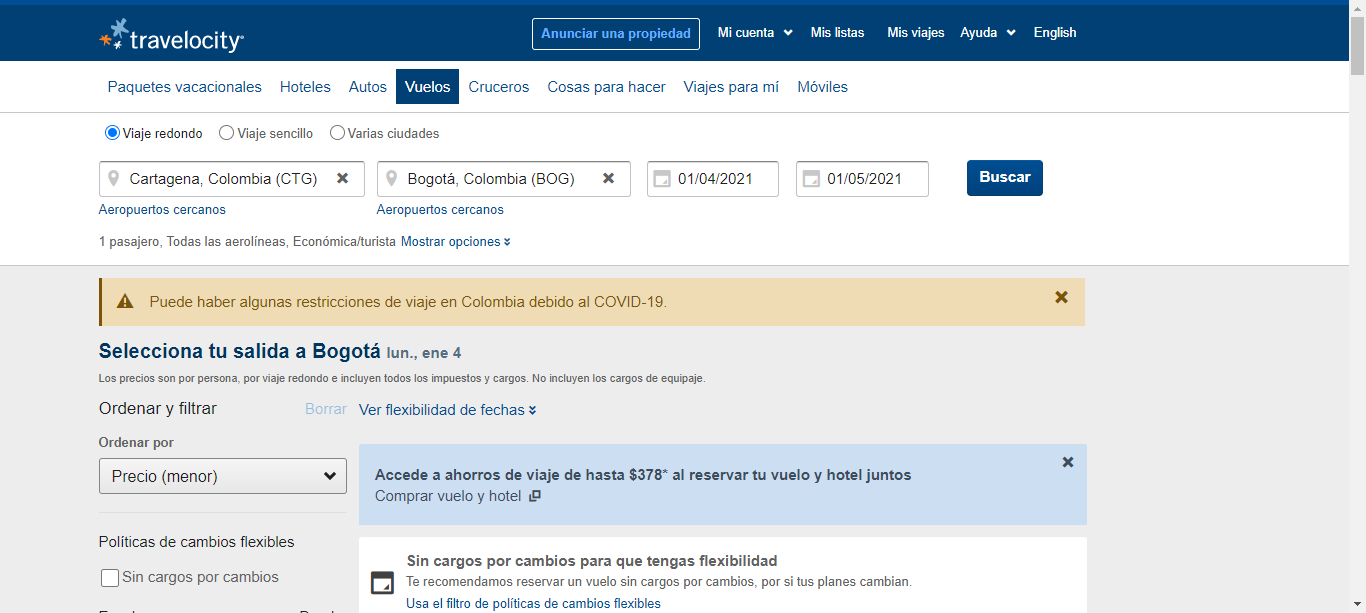 travelocity
Anunciar una propiedad Mi cuenta Mis listas Mis viajes Ayuda English
Paquetes vacacionales Hoteles Autos Vuelos Cruceros Cosas para hacer Viajes para mí Móviles
Viaje redondo Viaje sencillo Varias ciudades
Cartagena, Colombia (CTG) Bogotá, Colombia (BOG) 01/04/2021 01/05/2021 Buscar
Aeropuertos cercanos Aeropuertos cercanos
1 pasajero, Todas las aerolíneas, Económica/turista Mostrar opciones
Puede haber algunas restricciones de viaje en Colombia debido al COVID-19.
Selecciona tu salida a Bogotá lun., ene 4
Los precios son por persona, por viaje redondo e incluyen todos los impuestos y cargos. No incluyen los cargos de equipaje.
Ordenar y filtrar Borrar Ver flexibilidad de fechas
Ordenar por
Precio (menor)
Accede a ahorros de viaje de hasta $378* al reservar tu vuelo y hotel juntos
Comprar vuelo y hotel
Políticas de cambios flexibles
Sin cargos por cambios
Sin cargos por cambios para que tengas flexibilidad
Te recomendamos reservar un vuelo sin cargos por cambios, por si tus planes cambian.
Usa el filtro de políticas de cambios flexibles